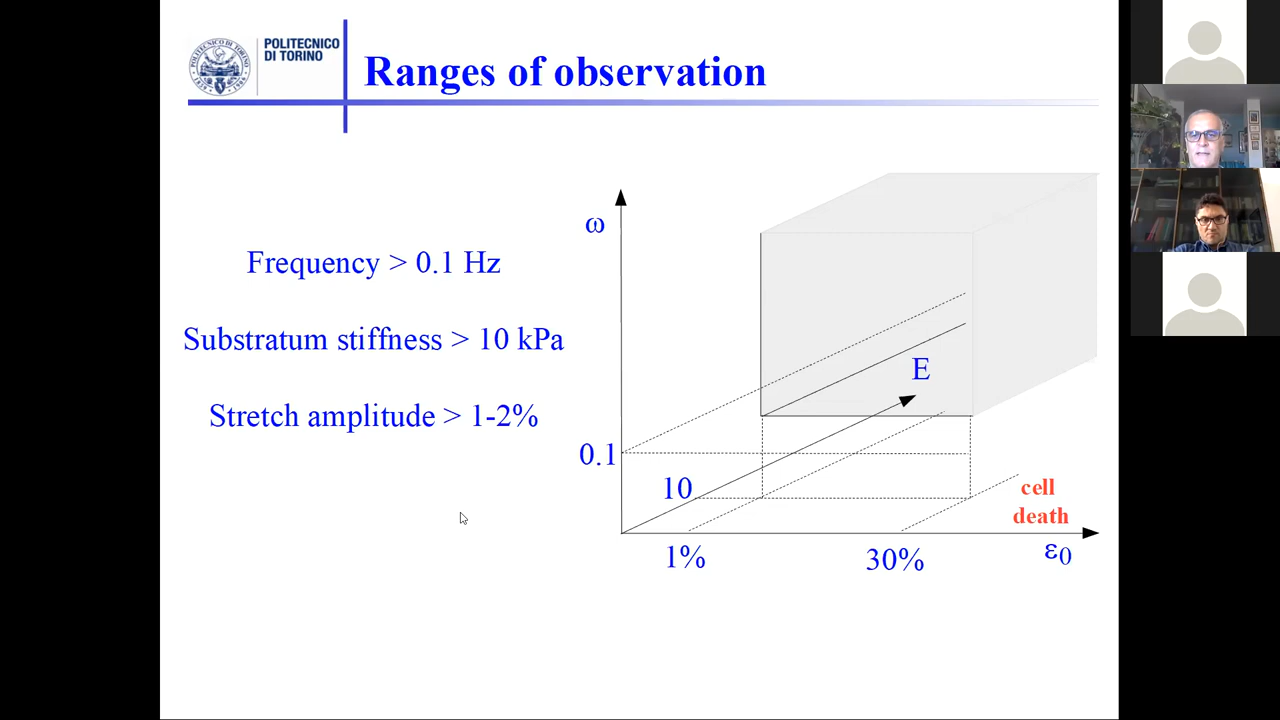 POLITECNICO
DI TORINO
Ranges of observation
ω
Frequency > 0.1 Hz
Substratum stiffness > 10 kPa
E
Stretch amplitude > 1-2%
0.1
10
cell
death
1%
30%
ε0